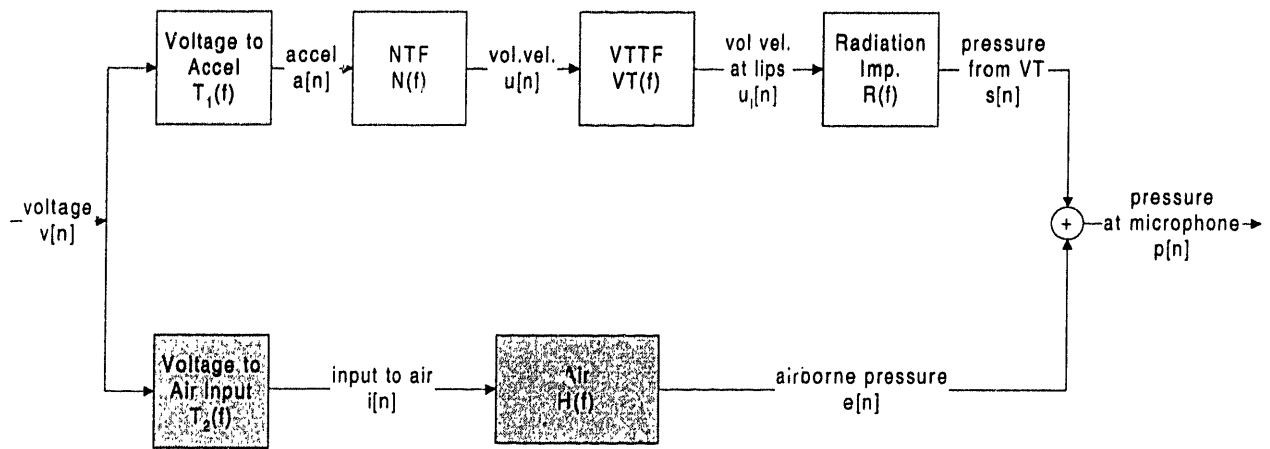 Voltage to
Accel
T₁(f)
accel
a[n]
NTF
N(f)
vol.vel.
u[n]
VTTF
VT(f)
vol vel.
at lips
uₗ[n]
Radiation
Imp.
R(f)
pressure
from VT
s[n]
voltage
v[n]
+
pressure
at microphone
p[n]
Voltage to
Air Input
T₂(f)
input to air
i[n]
Air
H(f)
airborne pressure
e[n]